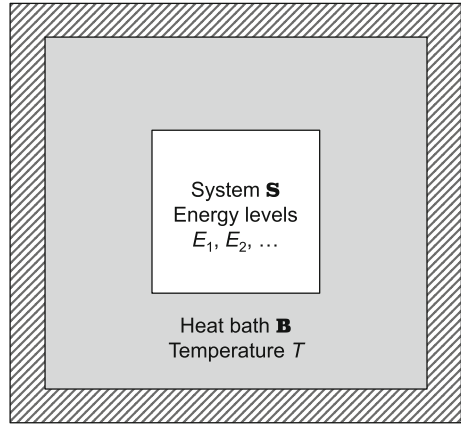 System S
Energy levels
E₁, E₂, ...
Heat bath B
Temperature T